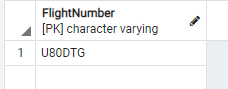 FlightNumber
[PK] character varying
1 U80DTG